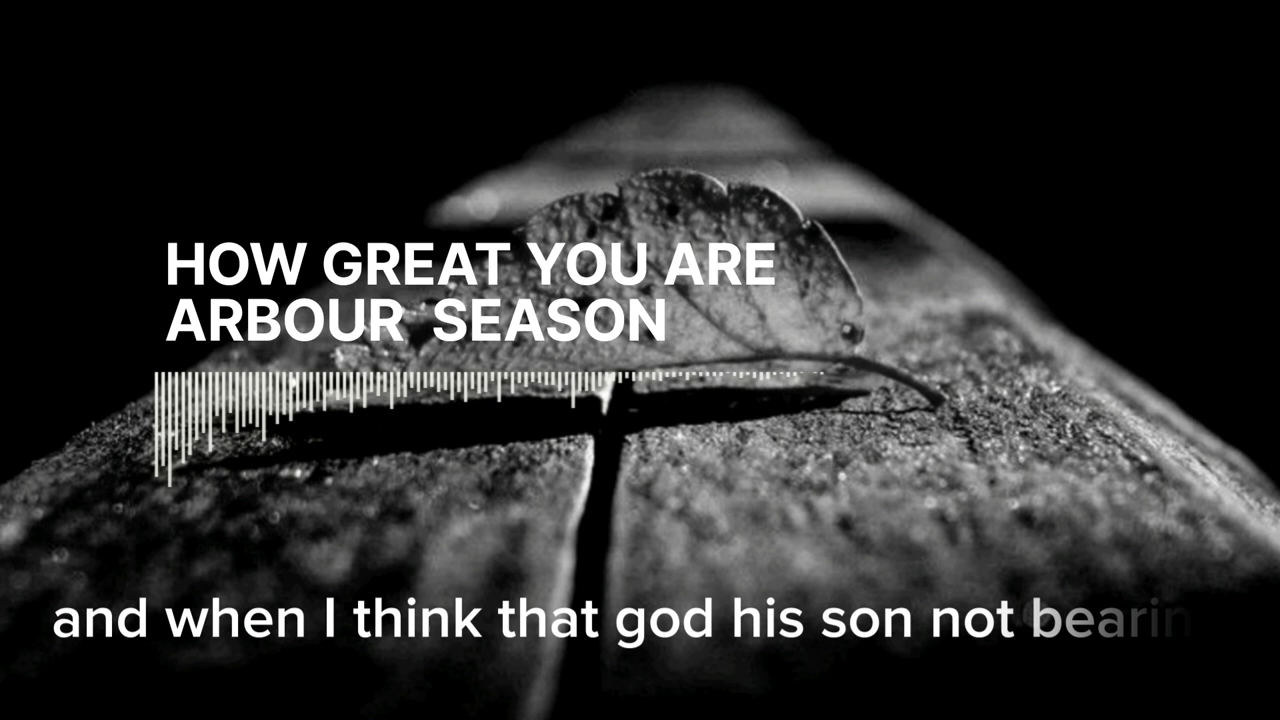 HOW GREAT YOU ARE
ARBOUR SEASON
and when I think that god his son not bearin